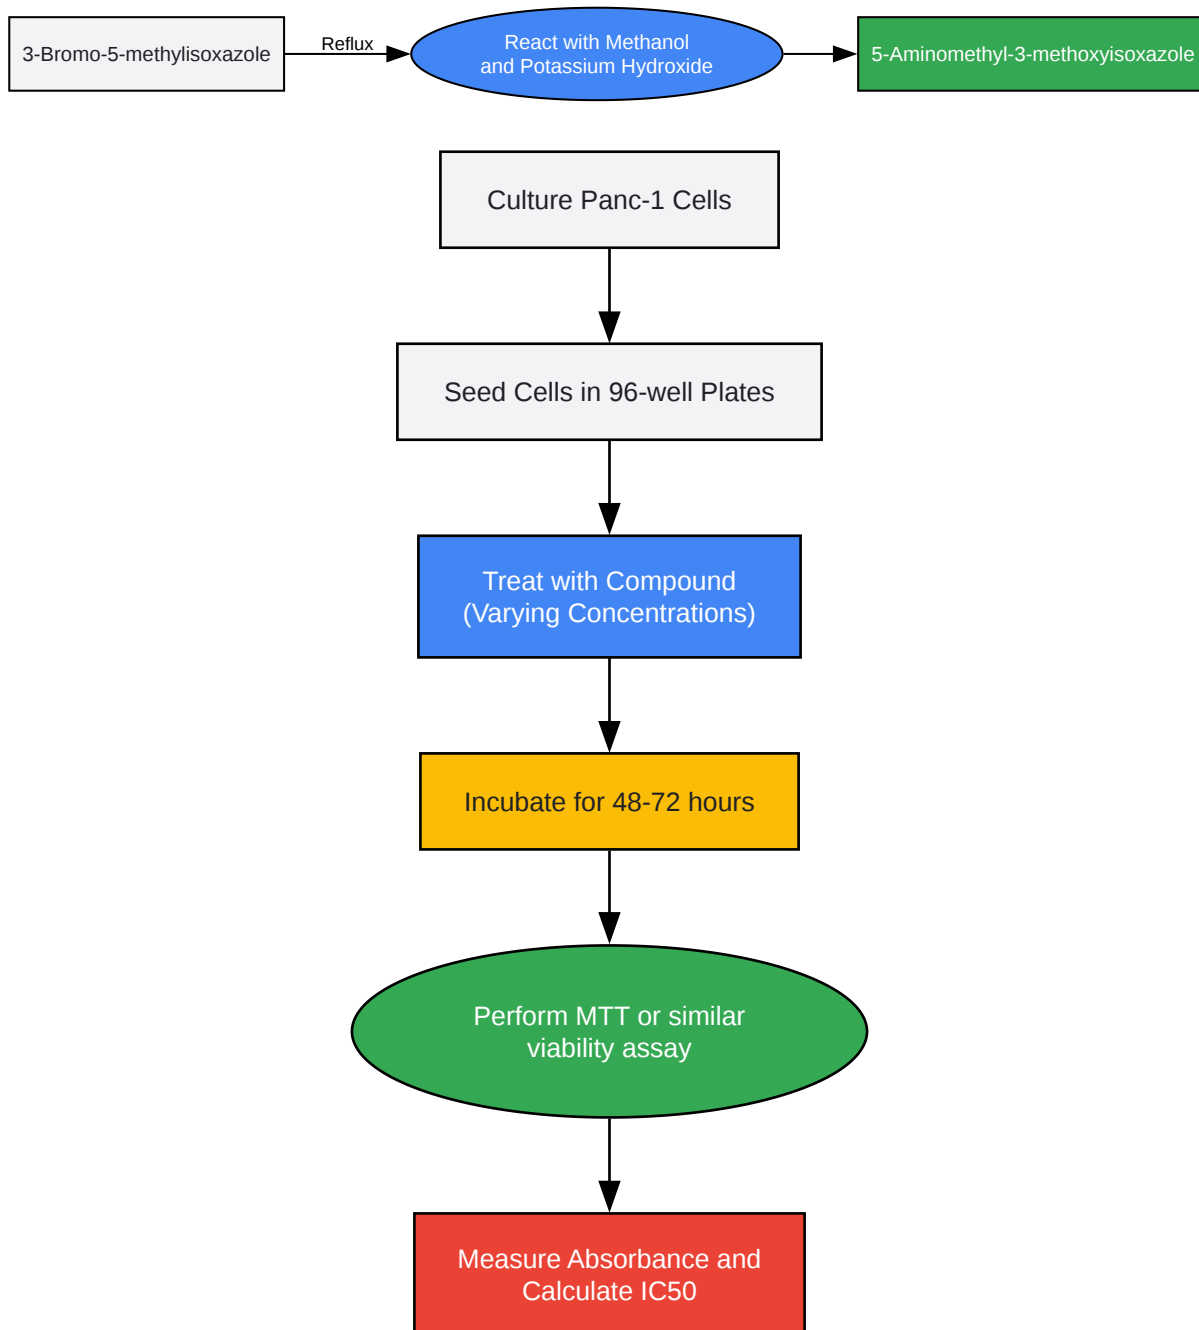 3-Bromo-5-methylisoxazole
Reflux
React with Methanol
and Potassium Hydroxide
5-Aminomethyl-3-methoxyisoxazole
Culture Panc-1 Cells
Seed Cells in 96-well Plates
Treat with Compound
(Varying Concentrations)
Incubate for 48-72 hours
Perform MTT or similar
viability assay
Measure Absorbance and
Calculate IC50